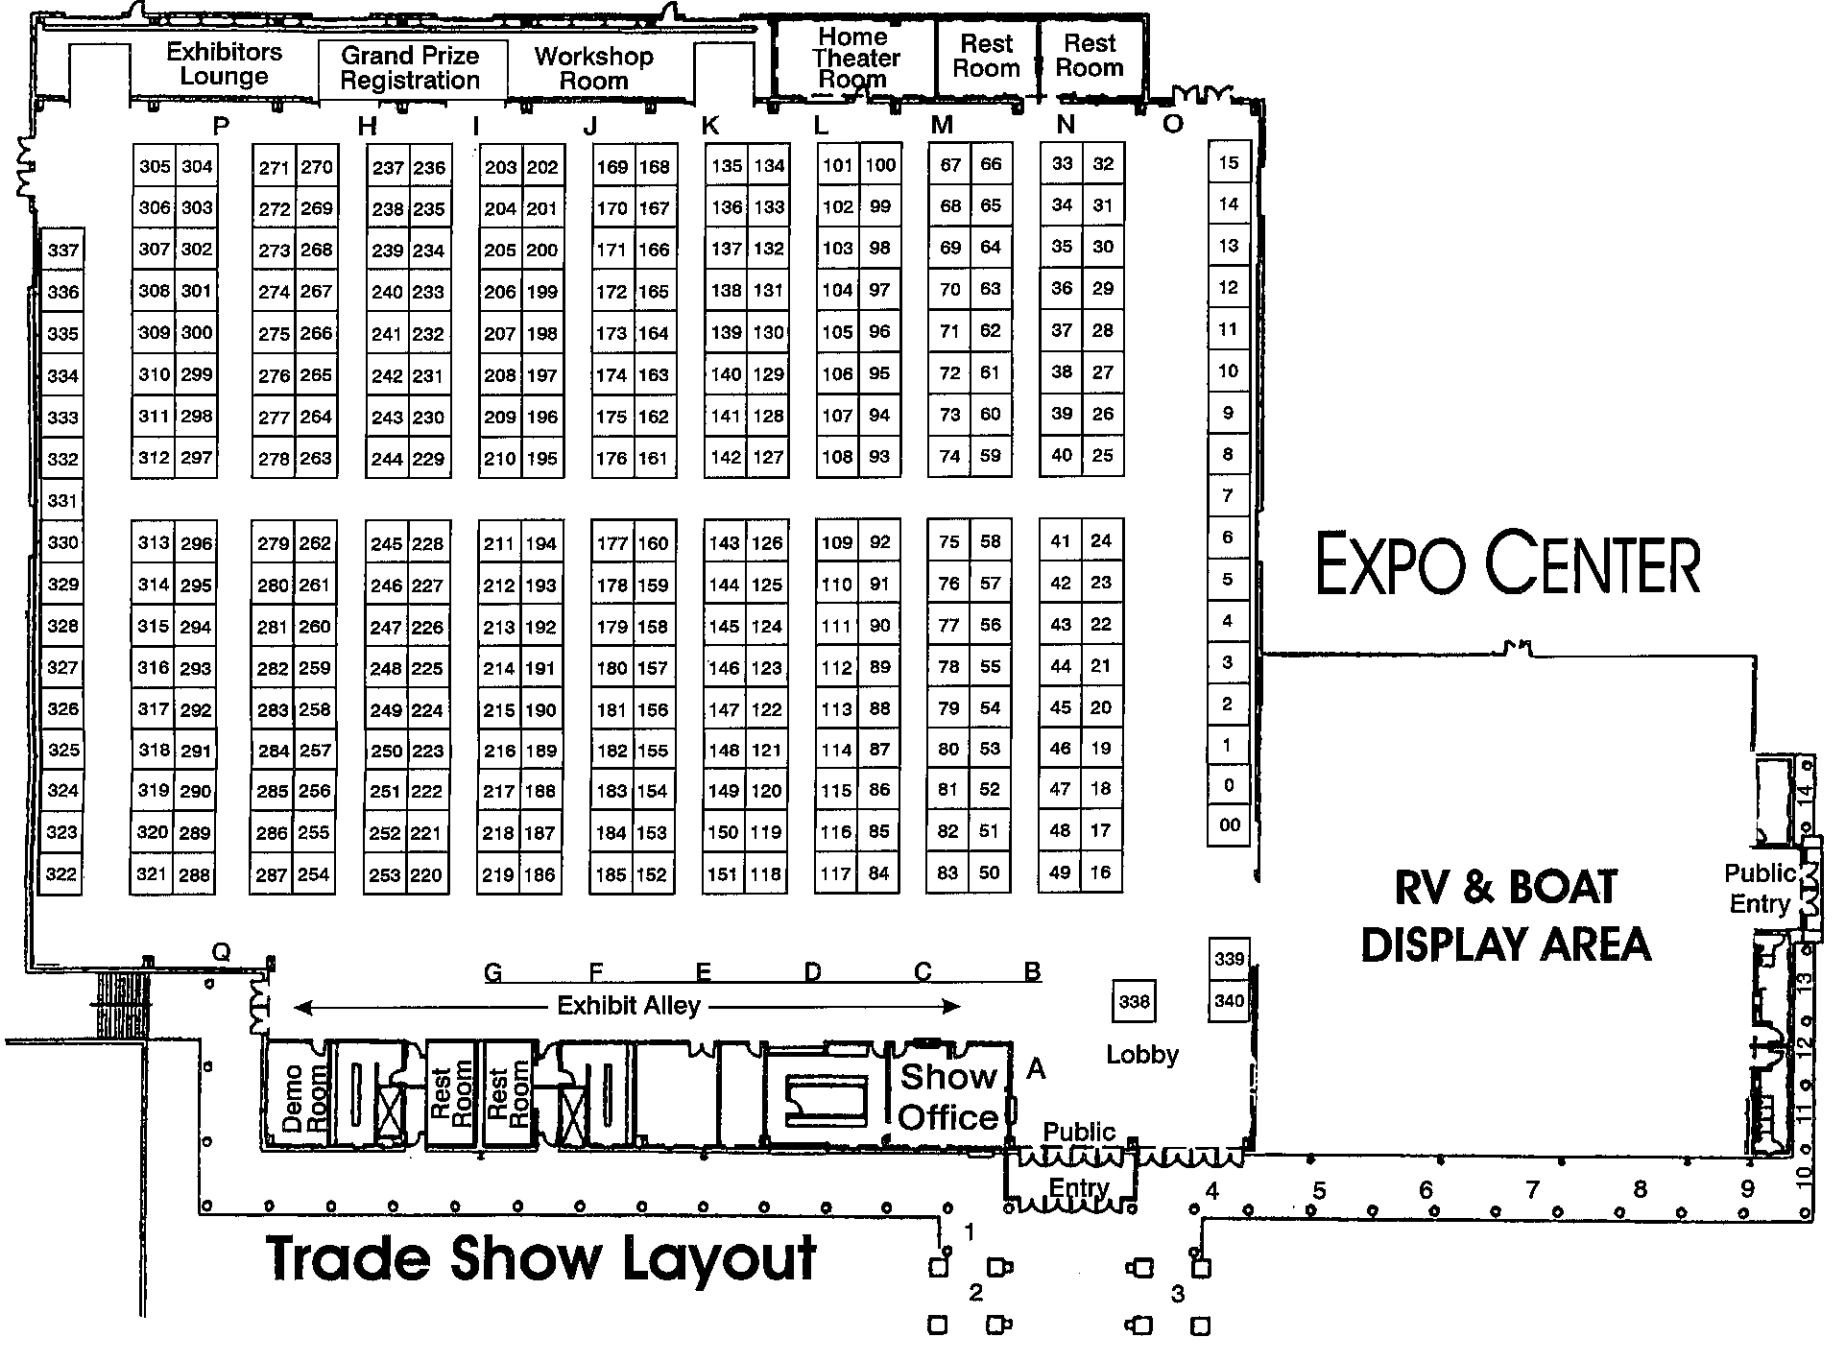 Exhibitors
Lounge
Grand Prize
Registration
Workshop
Room
Home
Theater
Room
Rest
Room
Rest
Room
P H I J K L M N O
305 304 271 270 237 236 203 202 169 168 135 134 101 100 67 66 33 32 15
306 303 272 269 238 235 204 201 170 167 136 133 102 99 68 65 34 31 14
337 307 302 273 268 239 234 205 200 171 166 137 132 103 98 69 64 35 30 13
336 308 301 274 267 240 233 206 199 172 165 138 131 104 97 70 63 36 29 12
335 309 300 275 266 241 232 207 198 173 164 139 130 105 96 71 62 37 28 11
334 310 299 276 265 242 231 208 197 174 163 140 129 106 95 72 61 38 27 10
333 311 298 277 264 243 230 209 196 175 162 141 128 107 94 73 60 39 26 9
332 312 297 278 263 244 229 210 195 176 161 142 127 108 93 74 59 40 25 8
331 7
330 313 296 279 262 245 228 211 194 177 160 143 126 109 92 75 58 41 24 6
329 314 295 280 261 246 227 212 193 178 159 144 125 110 91 76 57 42 23 5
328 315 294 281 260 247 226 213 192 179 158 145 124 111 90 77 56 43 22 4
327 316 293 282 259 248 225 214 191 180 157 146 123 112 89 78 55 44 21 3
326 317 292 283 258 249 224 215 190 181 156 147 122 113 88 79 54 45 20 2
325 318 291 284 257 250 223 216 189 182 155 148 121 114 87 80 53 46 19 1
324 319 290 285 256 251 222 217 188 183 154 149 120 115 86 81 52 47 18 0
323 320 289 286 255 252 221 218 187 184 153 150 119 116 85 82 51 48 17 00
322 321 288 287 254 253 220 219 186 185 152 151 118 117 84 83 50 49 16
EXPO CENTER
RV & BOAT
DISPLAY AREA
14
Public
Entry
13
12
11
10
Q
G F E D C B
Exhibit Alley
339
338 340
Lobby
A
Demo
Room
Rest
Room
Rest
Room
Show
Office
Public
Entry
4 5 6 7 8 9
1
2 3
Trade Show Layout